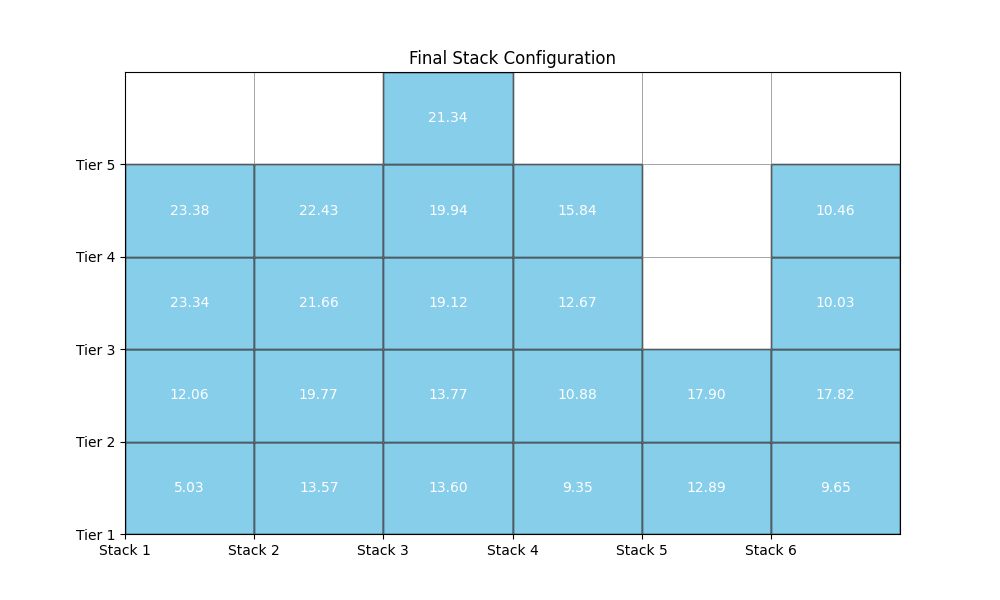 Final Stack Configuration
21.34
Tier 5
23.38 22.43 19.94 15.84 10.46
Tier 4
23.34 21.66 19.12 12.67 10.03
Tier 3
12.06 19.77 13.77 10.88 17.90 17.82
Tier 2
5.03 13.57 13.60 9.35 12.89 9.65
Tier 1
Stack 1 Stack 2 Stack 3 Stack 4 Stack 5 Stack 6